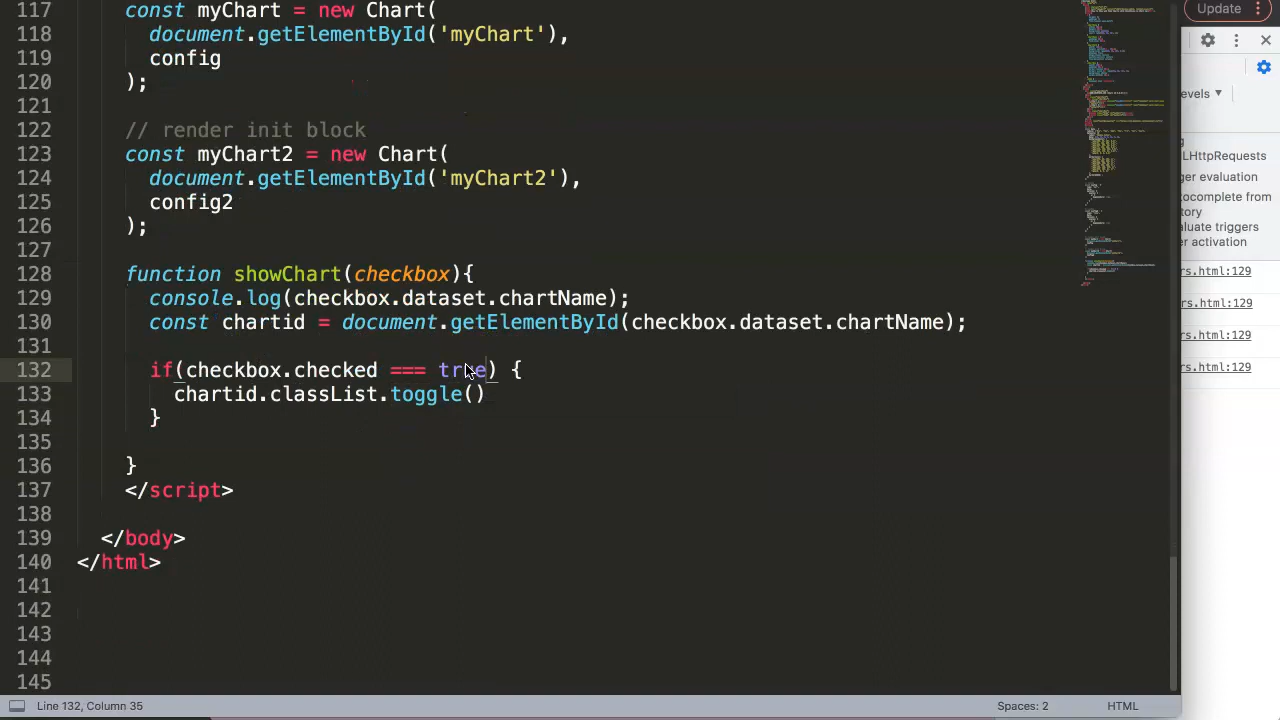 117 const myChart = new Chart(
118 document.getElementById('myChart'),
119 config
120 );
121
122 // render init block
123 const myChart2 = new Chart(
124 document.getElementById('myChart2'),
125 config2
126 );
127
128 function showChart(checkbox){
129 console.log(checkbox.dataset.chartName);
130 const chartid = document.getElementById(checkbox.dataset.chartName);
131
132 if(checkbox.checked === true) {
133 chartid.classList.toggle()
134 }
135
136 }
137 </script>
138
139 </body>
140 </html>
141
142
143
144
145
Line 132, Column 35 Spaces: 2 HTML
Update
evels
LHttpRequests
ger evaluation
tocomplete from
tory
aluate triggers
er activation
rs.html:129
rs.html:129
rs.html:129
rs.html:129